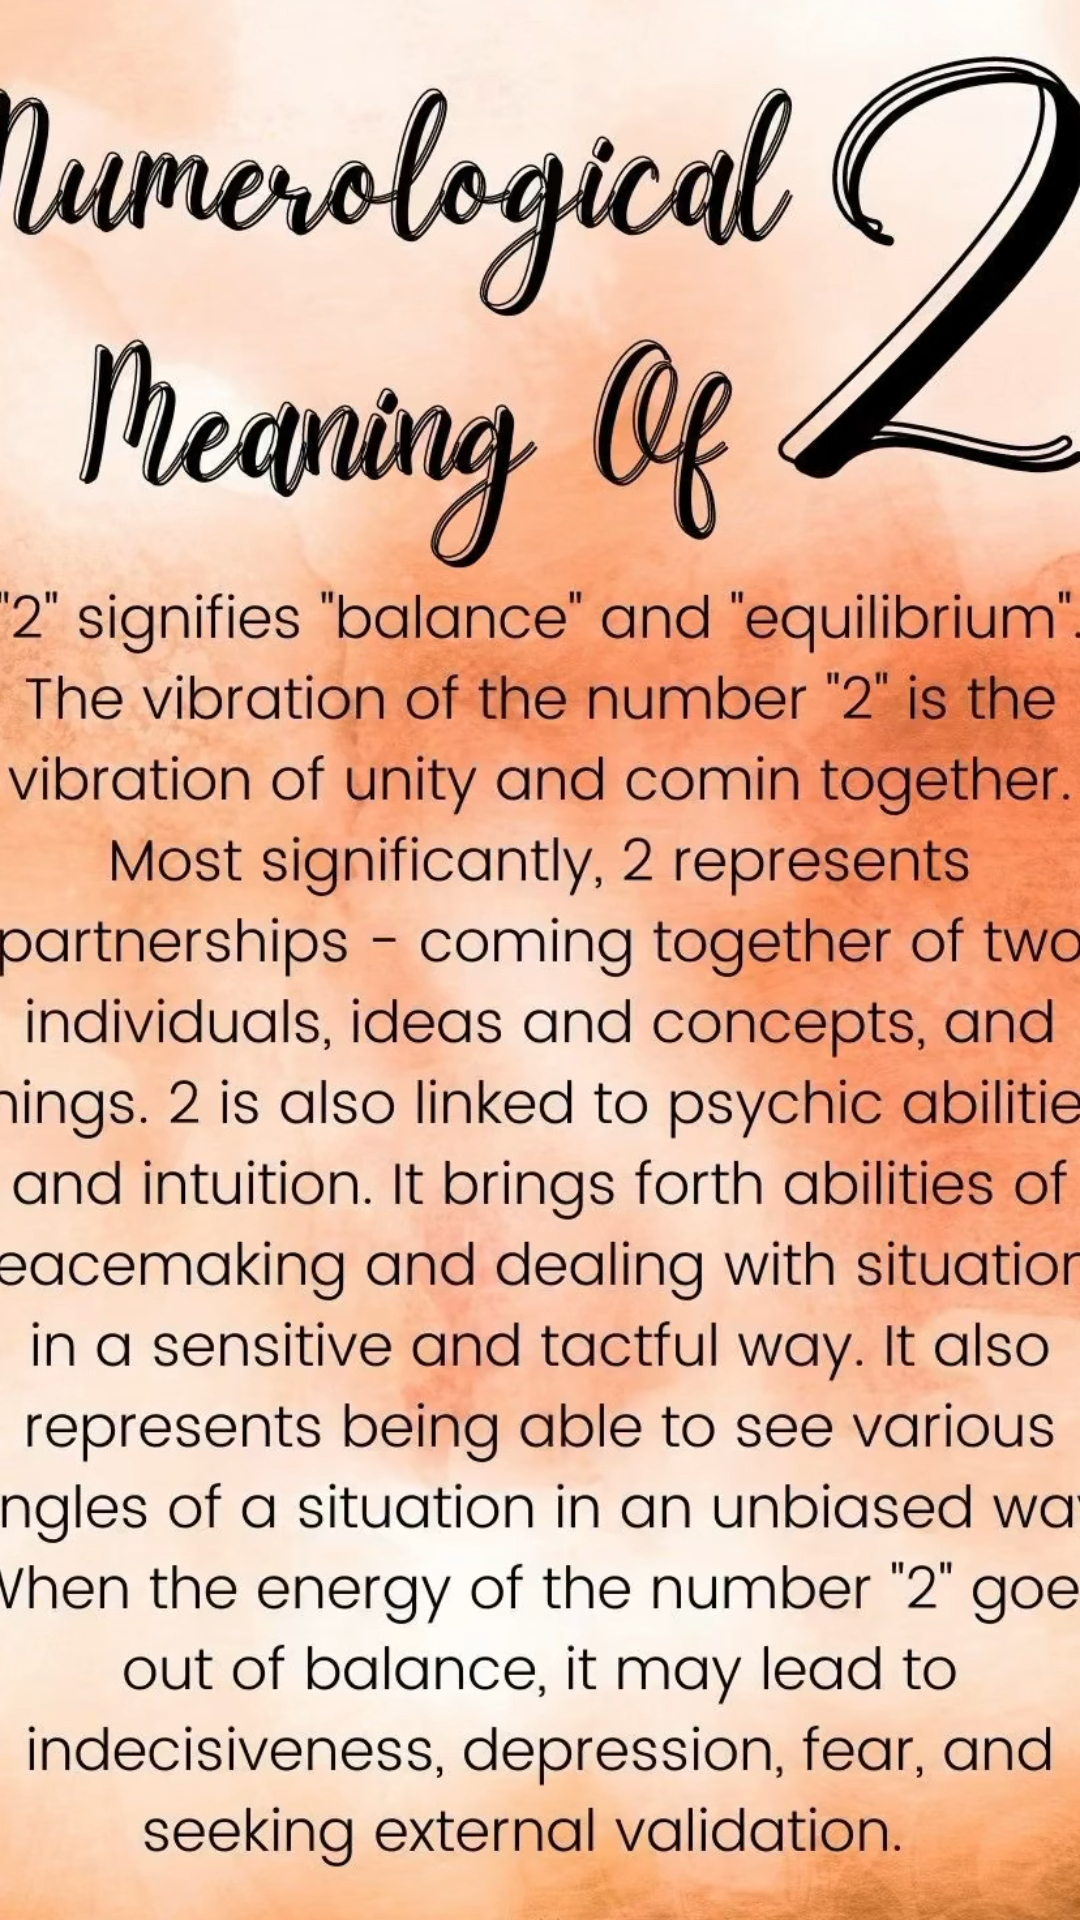 Numerological 2
Meaning Of
"2" signifies "balance" and "equilibrium".
The vibration of the number "2" is the
vibration of unity and comin together.
Most significantly, 2 represents
partnerships - coming together of two
individuals, ideas and concepts, and
hings. 2 is also linked to psychic abilitie
and intuition. It brings forth abilities of
eacemaking and dealing with situation
in a sensitive and tactful way. It also
represents being able to see various
ngles of a situation in an unbiased way
When the energy of the number "2" goe
out of balance, it may lead to
indecisiveness, depression, fear, and
seeking external validation.